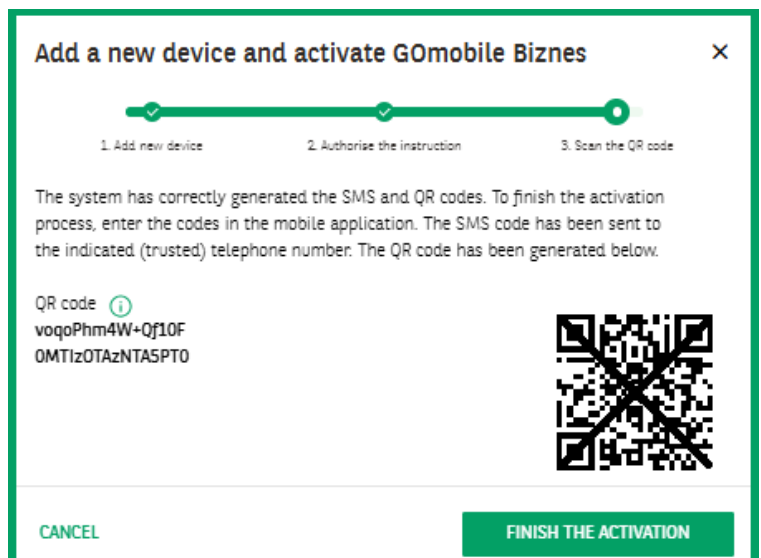 Add a new device and activate GOmobile Biznes
1. Add new device
2. Authorise the instruction
3. Scan the QR code
The system has correctly generated the SMS and QR codes. To finish the activation
process, enter the codes in the mobile application. The SMS code has been sent to
the indicated (trusted) telephone number. The QR code has been generated below.
QR code
voqoPhm4W+Qf10F
0MTIzOTAzNTA5PT0
CANCEL
FINISH THE ACTIVATION